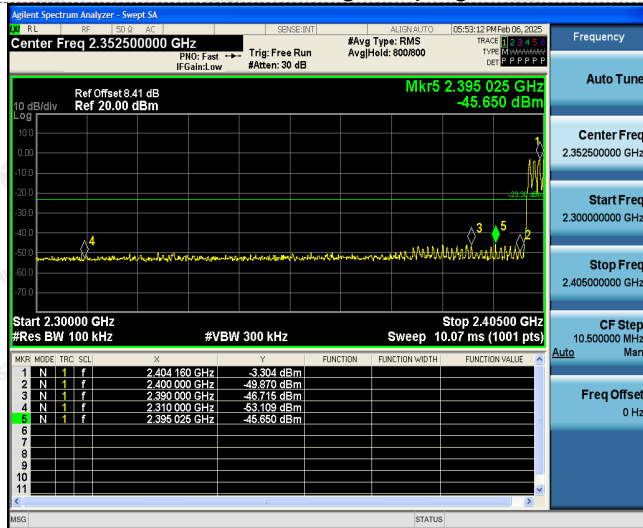 Agilent Spectrum Analyzer - Swept SA
LXI RL RF 50 Ω AC SENSE:INT ALIGN AUTO 05:53:12 PM Feb 06, 2025
Center Freq 2.352500000 GHz
PNO: Fast
IFGain:Low
Trig: Free Run
#Atten: 30 dB
#Avg Type: RMS
Avg|Hold: 800/800
TRACE 1 2 3 4 5 6
TYPE M
DET P P P P P P
Ref Offset 8.41 dB
Ref 20.00 dBm
10 dB/div
Log
Mkr5 2.395 025 GHz
-45.650 dBm
10.0
0.00
-10.0
-20.0
-30.0
-40.0
-50.0
-60.0
-70.0
1
4
3
5
2
Start 2.30000 GHz Stop 2.40500 GHz
#Res BW 100 kHz #VBW 300 kHz Sweep 10.07 ms (1001 pts)
MKR MODE TRC SCL X Y FUNCTION FUNCTION WIDTH FUNCTION VALUE
1 N 1 f 2.404 160 GHz -3.304 dBm
2 N 1 f 2.400 000 GHz -49.870 dBm
3 N 1 f 2.390 000 GHz -46.715 dBm
4 N 1 f 2.310 000 GHz -53.109 dBm
5 N 1 f 2.395 025 GHz -45.650 dBm
6
7
8
9
10
11
MSG STATUS
Frequency
Auto Tune
Center Freq
2.352500000 GHz
Start Freq
2.300000000 GHz
Stop Freq
2.405000000 GHz
CF Step
10.500000 MHz
Auto Man
Freq Offset
0 Hz